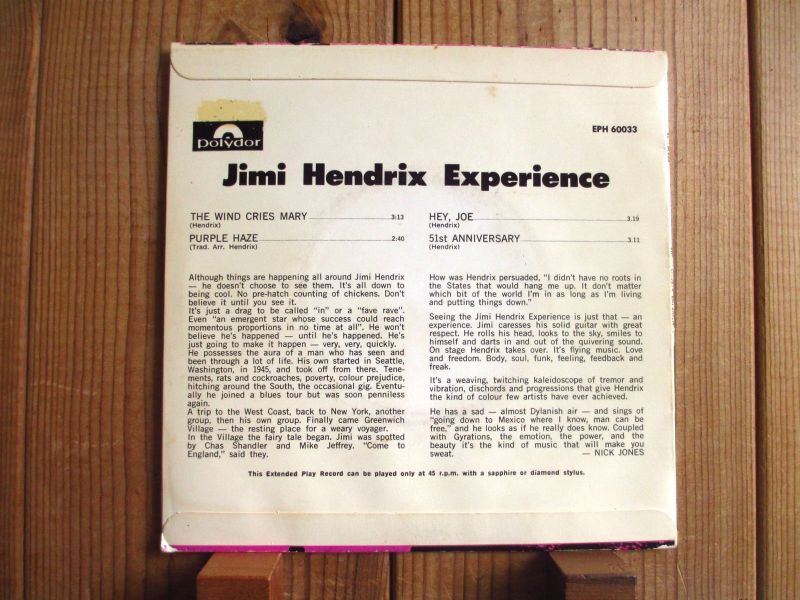 polydor
EPH 60033
Jimi Hendrix Experience
THE WIND CRIES MARY 3:13
(Hendrix)
PURPLE HAZE 2:40
(Trad. Arr. Hendrix)
HEY, JOE 3.19
(Hendrix)
51st ANNIVERSARY 3.11
(Hendrix)
Although things are happening all around Jimi Hendrix
— he doesn't choose to see them. It's all down to
being cool. No pre-hatch counting of chickens. Don't
believe it until you see it.
It's just a drag to be called "in" or a "fave rave".
Even "an emergent star whose success could reach
momentous proportions in no time at all". He won't
believe he's happened — until he's happened. He's
just going to make it happen — very, very, quickly.
He possesses the aura of a man who has seen and
been through a lot of life. His own started in Seattle,
Washington, in 1945, and took off from there. Tene-
ments, rats and cockroaches, poverty, colour prejudice,
hitching around the South, the occasional gig. Eventu-
ally he joined a blues tour but was soon penniless
again.
A trip to the West Coast, back to New York, another
group, then his own group. Finally came Greenwich
Village — the resting place for a weary voyager.
In the Village the fairy tale began. Jimi was spotted
by Chas Shandler and Mike Jeffrey. "Come to
England," said they.
How was Hendrix persuaded, "I didn't have no roots in
the States that would hang me up. It don't matter
which bit of the world I'm in as long as I'm living
and putting things down."
Seeing the Jimi Hendrix Experience is just that — an
experience. Jimi caresses his solid guitar with great
respect. He rolls his head, looks to the sky, smiles to
himself and darts in and out of the quivering sound.
On stage Hendrix takes over. It's flying music. Love
and freedom. Body, soul, funk, feeling, feedback and
freak.
It's a weaving, twitching kaleidoscope of tremor and
vibration, dischords and progressions that give Hendrix
the kind of colour few artists have ever achieved.
He has a sad — almost Dylanish air — and sings of
"going down to Mexico where I know, man can be
free," and he looks as if he really does know. Coupled
with Gyrations, the emotion, the power, and the
beauty it's the kind of music that will make you
sweat. — NICK JONES
This Extended Play Record can be played only at 45 r.p.m. with a sapphire or diamond stylus.